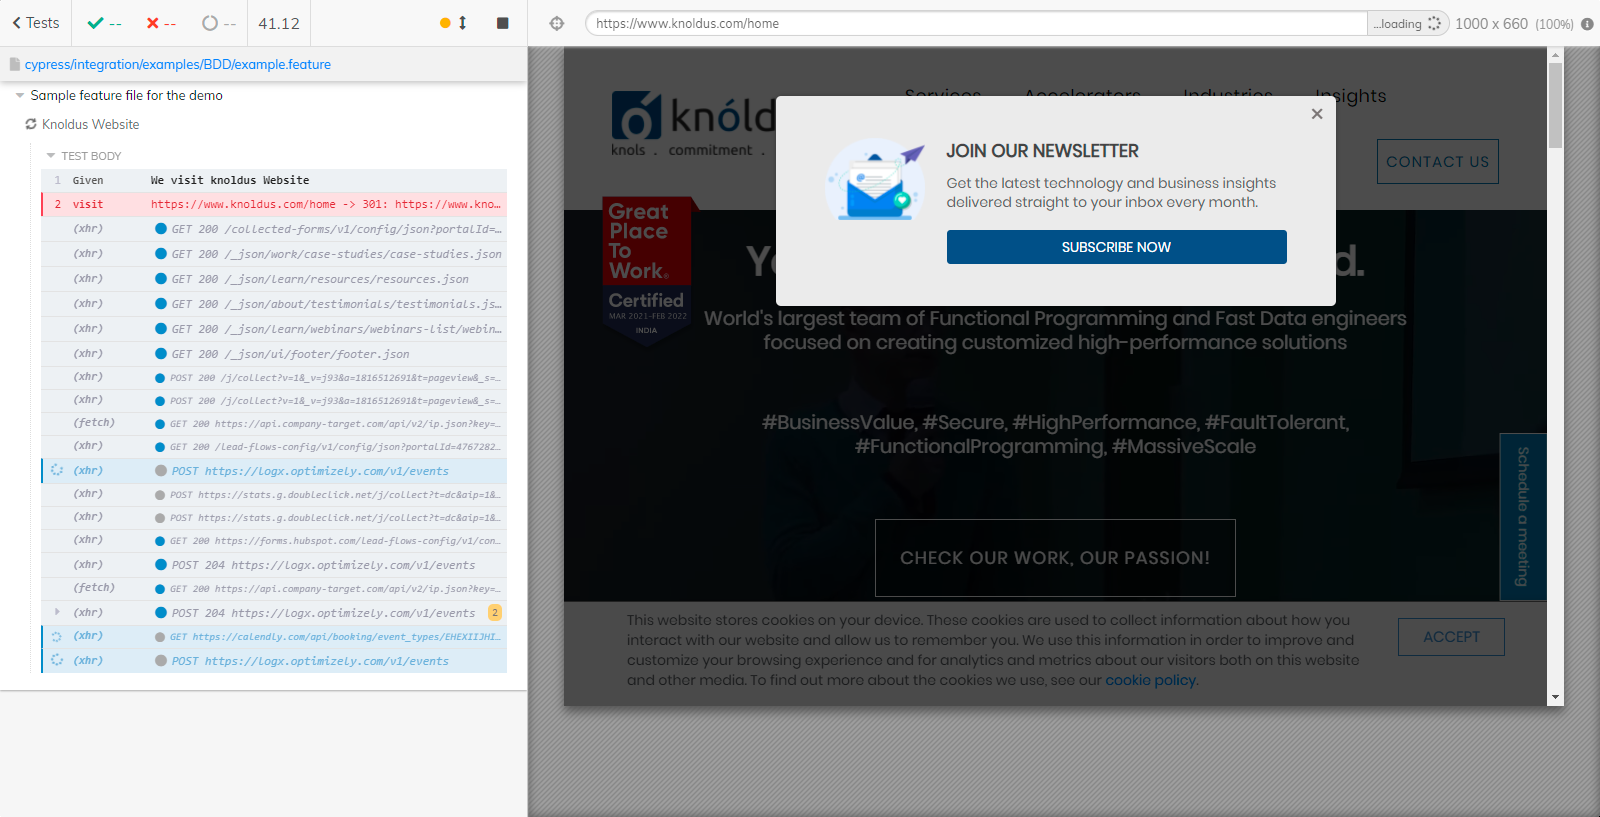 Tests
--
--
--
41.12
https://www.knoldus.com/home
...loading
1000 x 660 (100%)
cypress/integration/examples/BDD/example.feature
Sample feature file for the demo
Knoldus Website
TEST BODY
1 Given We visit knoldus Website
2 visit https://www.knoldus.com/home -> 301: https://www.kno...
(xhr) GET 200 /collected-forms/v1/config/json?portalId=...
(xhr) GET 200 /_json/work/case-studies/case-studies.json
(xhr) GET 200 /_json/learn/resources/resources.json
(xhr) GET 200 /_json/about/testimonials/testimonials.js...
(xhr) GET 200 /_json/learn/webinars/webinars-list/webin...
(xhr) GET 200 /_json/ui/footer/footer.json
(xhr) POST 200 /j/collect?v=1&_v=j93&a=1816512691&t=pageview&_s=...
(xhr) POST 200 /j/collect?v=1&_v=j93&a=1816512691&t=pageview&_s=...
(fetch) GET 200 https://api.company-target.com/api/v2/ip.json?key=...
(xhr) GET 200 /lead-flows-config/v1/config/json?portalId=4767282...
(xhr) POST https://logx.optimizely.com/v1/events
(xhr) POST https://stats.g.doubleclick.net/j/collect?t=dc&aip=1&...
(xhr) POST https://stats.g.doubleclick.net/j/collect?t=dc&aip=1&...
(xhr) GET 200 https://forms.hubspot.com/lead-flows-config/v1/con...
(xhr) POST 204 https://logx.optimizely.com/v1/events
(fetch) GET 200 https://api.company-target.com/api/v2/ip.json?key=...
(xhr) POST 204 https://logx.optimizely.com/v1/events 2
(xhr) GET https://calendly.com/api/booking/event_types/EHEXIIJHI...
(xhr) POST https://logx.optimizely.com/v1/events
Services Accelerators Industries Insights
knóld
knols . commitment .
CONTACT US
JOIN OUR NEWSLETTER
Get the latest technology and business insights
delivered straight to your inbox every month.
SUBSCRIBE NOW
Great
Place
To
Work.
Certified
MAR 2021-FEB 2022
INDIA
World's largest team of Functional Programming and Fast Data engineers
focused on creating customized high-performance solutions
#BusinessValue, #Secure, #HighPerformance, #FaultTolerant,
#FunctionalProgramming, #MassiveScale
Schedule a meeting
CHECK OUR WORK, OUR PASSION!
This website stores cookies on your device. These cookies are used to collect information about how you
interact with our website and allow us to remember you. We use this information in order to improve and
customize your browsing experience and for analytics and metrics about our visitors both on this website
and other media. To find out more about the cookies we use, see our cookie policy.
ACCEPT